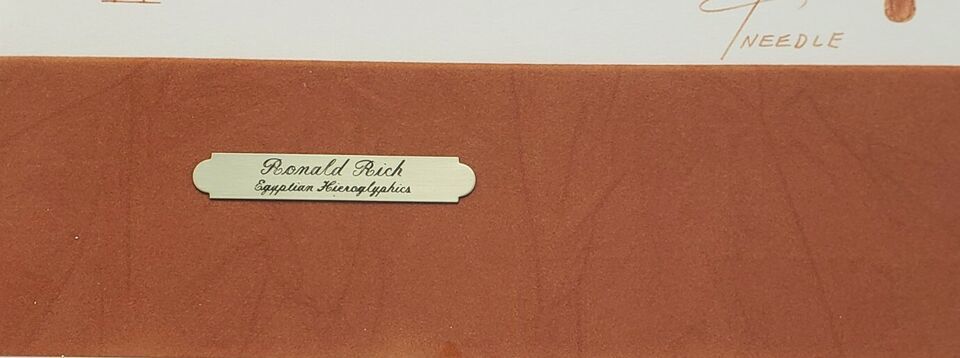 NEEDLE
Ronald Rich
Egyptian Hieroglyphics